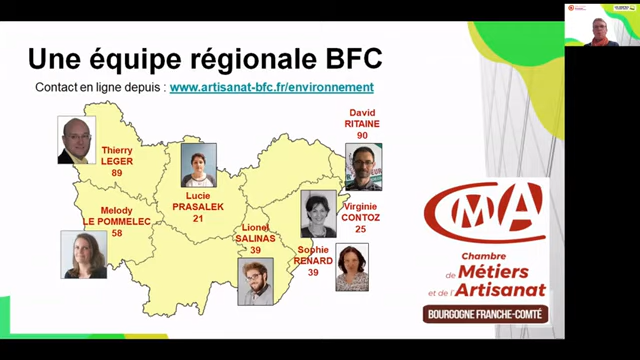 Une équipe régionale BFC
Contact en ligne depuis : www.artisanat-bfc.fr/environnement
David
RITAINE
90
Thierry
LEGER
89
Lucie
PRASALEK
21
Virginie
CONTOZ
25
Melody
LE POMMELEC
58
Lionel
SALINAS
39
Sophie
RENARD
39
CMA
Chambre
de Métiers
et de l'Artisanat
BOURGOGNE FRANCHE-COMTÉ